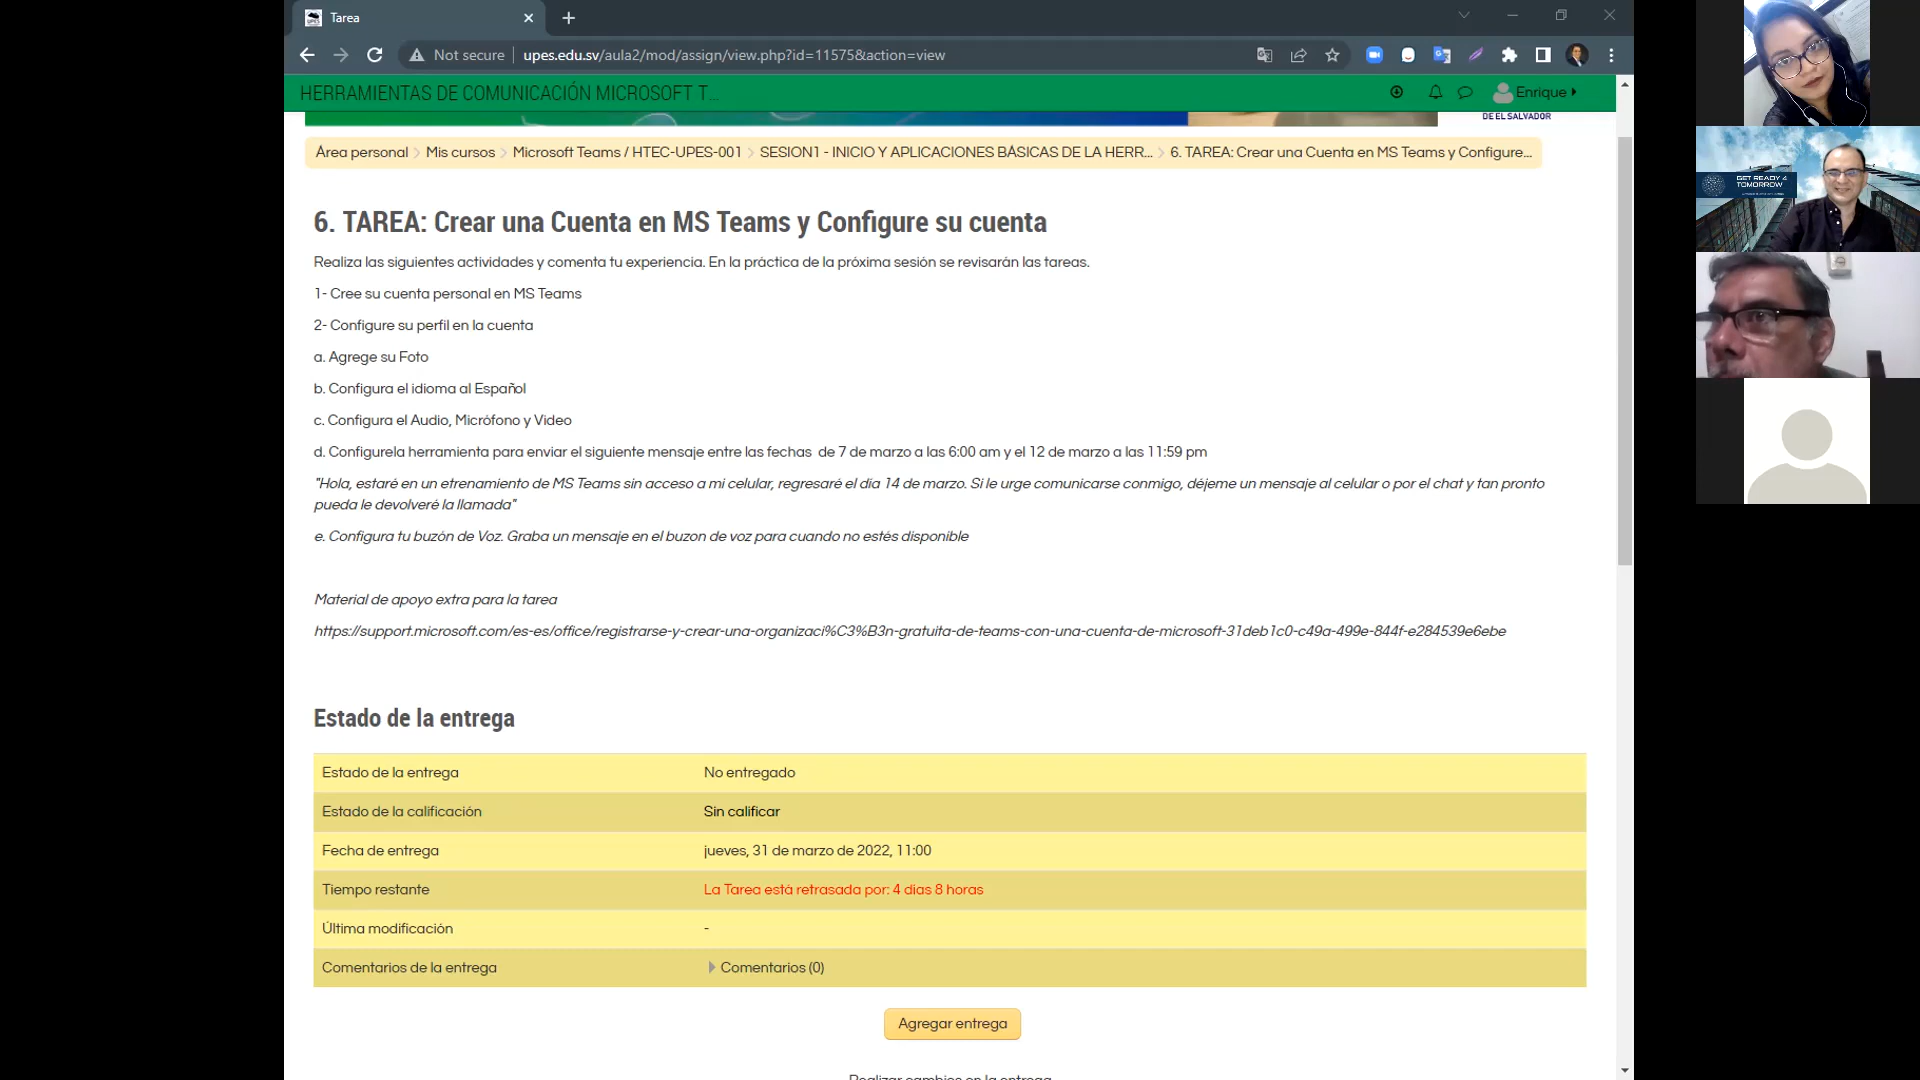 Tarea
Not secure
upes.edu.sv/aula2/mod/assign/view.php?id=11575&action=view
HERRAMIENTAS DE COMUNICACIÓN MICROSOFT T...
Enrique
DE EL SALVADOR
Área personal
Mis cursos
Microsoft Teams / HTEC-UPES-001
SESION1 - INICIO Y APLICACIONES BÁSICAS DE LA HERR...
6. TAREA: Crear una Cuenta en MS Teams y Configure...
6. TAREA: Crear una Cuenta en MS Teams y Configure su cuenta
Realiza las siguientes actividades y comenta tu experiencia. En la práctica de la próxima sesión se revisarán las tareas.
1- Cree su cuenta personal en MS Teams
2- Configure su perfil en la cuenta
a. Agrege su Foto
b. Configura el idioma al Español
c. Configura el Audio, Micrófono y Video
d. Configurela herramienta para enviar el siguiente mensaje entre las fechas de 7 de marzo a las 6:00 am y el 12 de marzo a las 11:59 pm
"Hola, estaré en un etrenamiento de MS Teams sin acceso a mi celular, regresaré el día 14 de marzo. Si le urge comunicarse conmigo, déjeme un mensaje al celular o por el chat y tan pronto
pueda le devolveré la llamada"
e. Configura tu buzón de Voz. Graba un mensaje en el buzon de voz para cuando no estés disponible
Material de apoyo extra para la tarea
https://support.microsoft.com/es-es/office/registrarse-y-crear-una-organizaci%C3%B3n-gratuita-de-teams-con-una-cuenta-de-microsoft-31deb1c0-c49a-499e-844f-e284539e6ebe
Estado de la entrega
Estado de la entrega No entregado
Estado de la calificación Sin calificar
Fecha de entrega jueves, 31 de marzo de 2022, 11:00
Tiempo restante La Tarea está retrasada por: 4 días 8 horas
Última modificación -
Comentarios de la entrega Comentarios (0)
Agregar entrega
Realizar cambios en la entrega
GET READY 4
TOMORROW